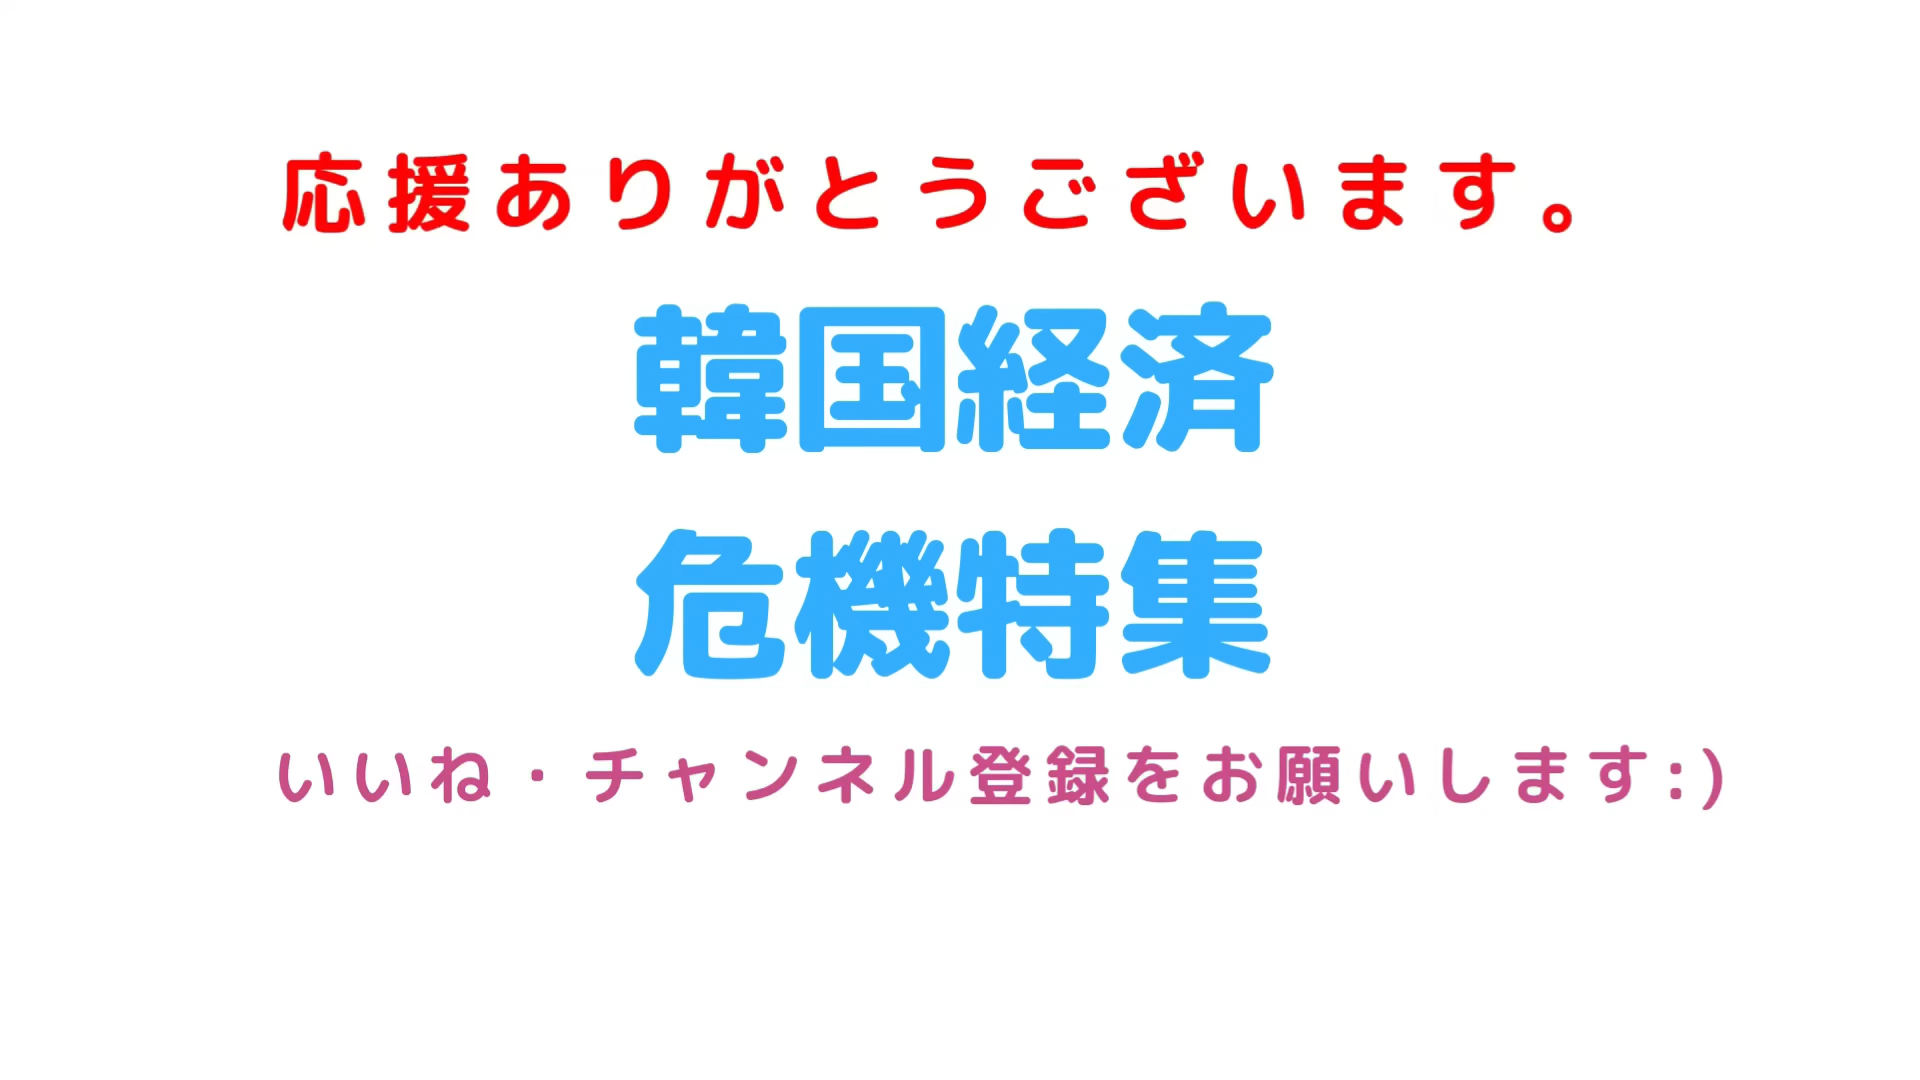 応援ありがとうございます。
韓国経済
危機特集
いいね・チャンネル登録をお願いします:)